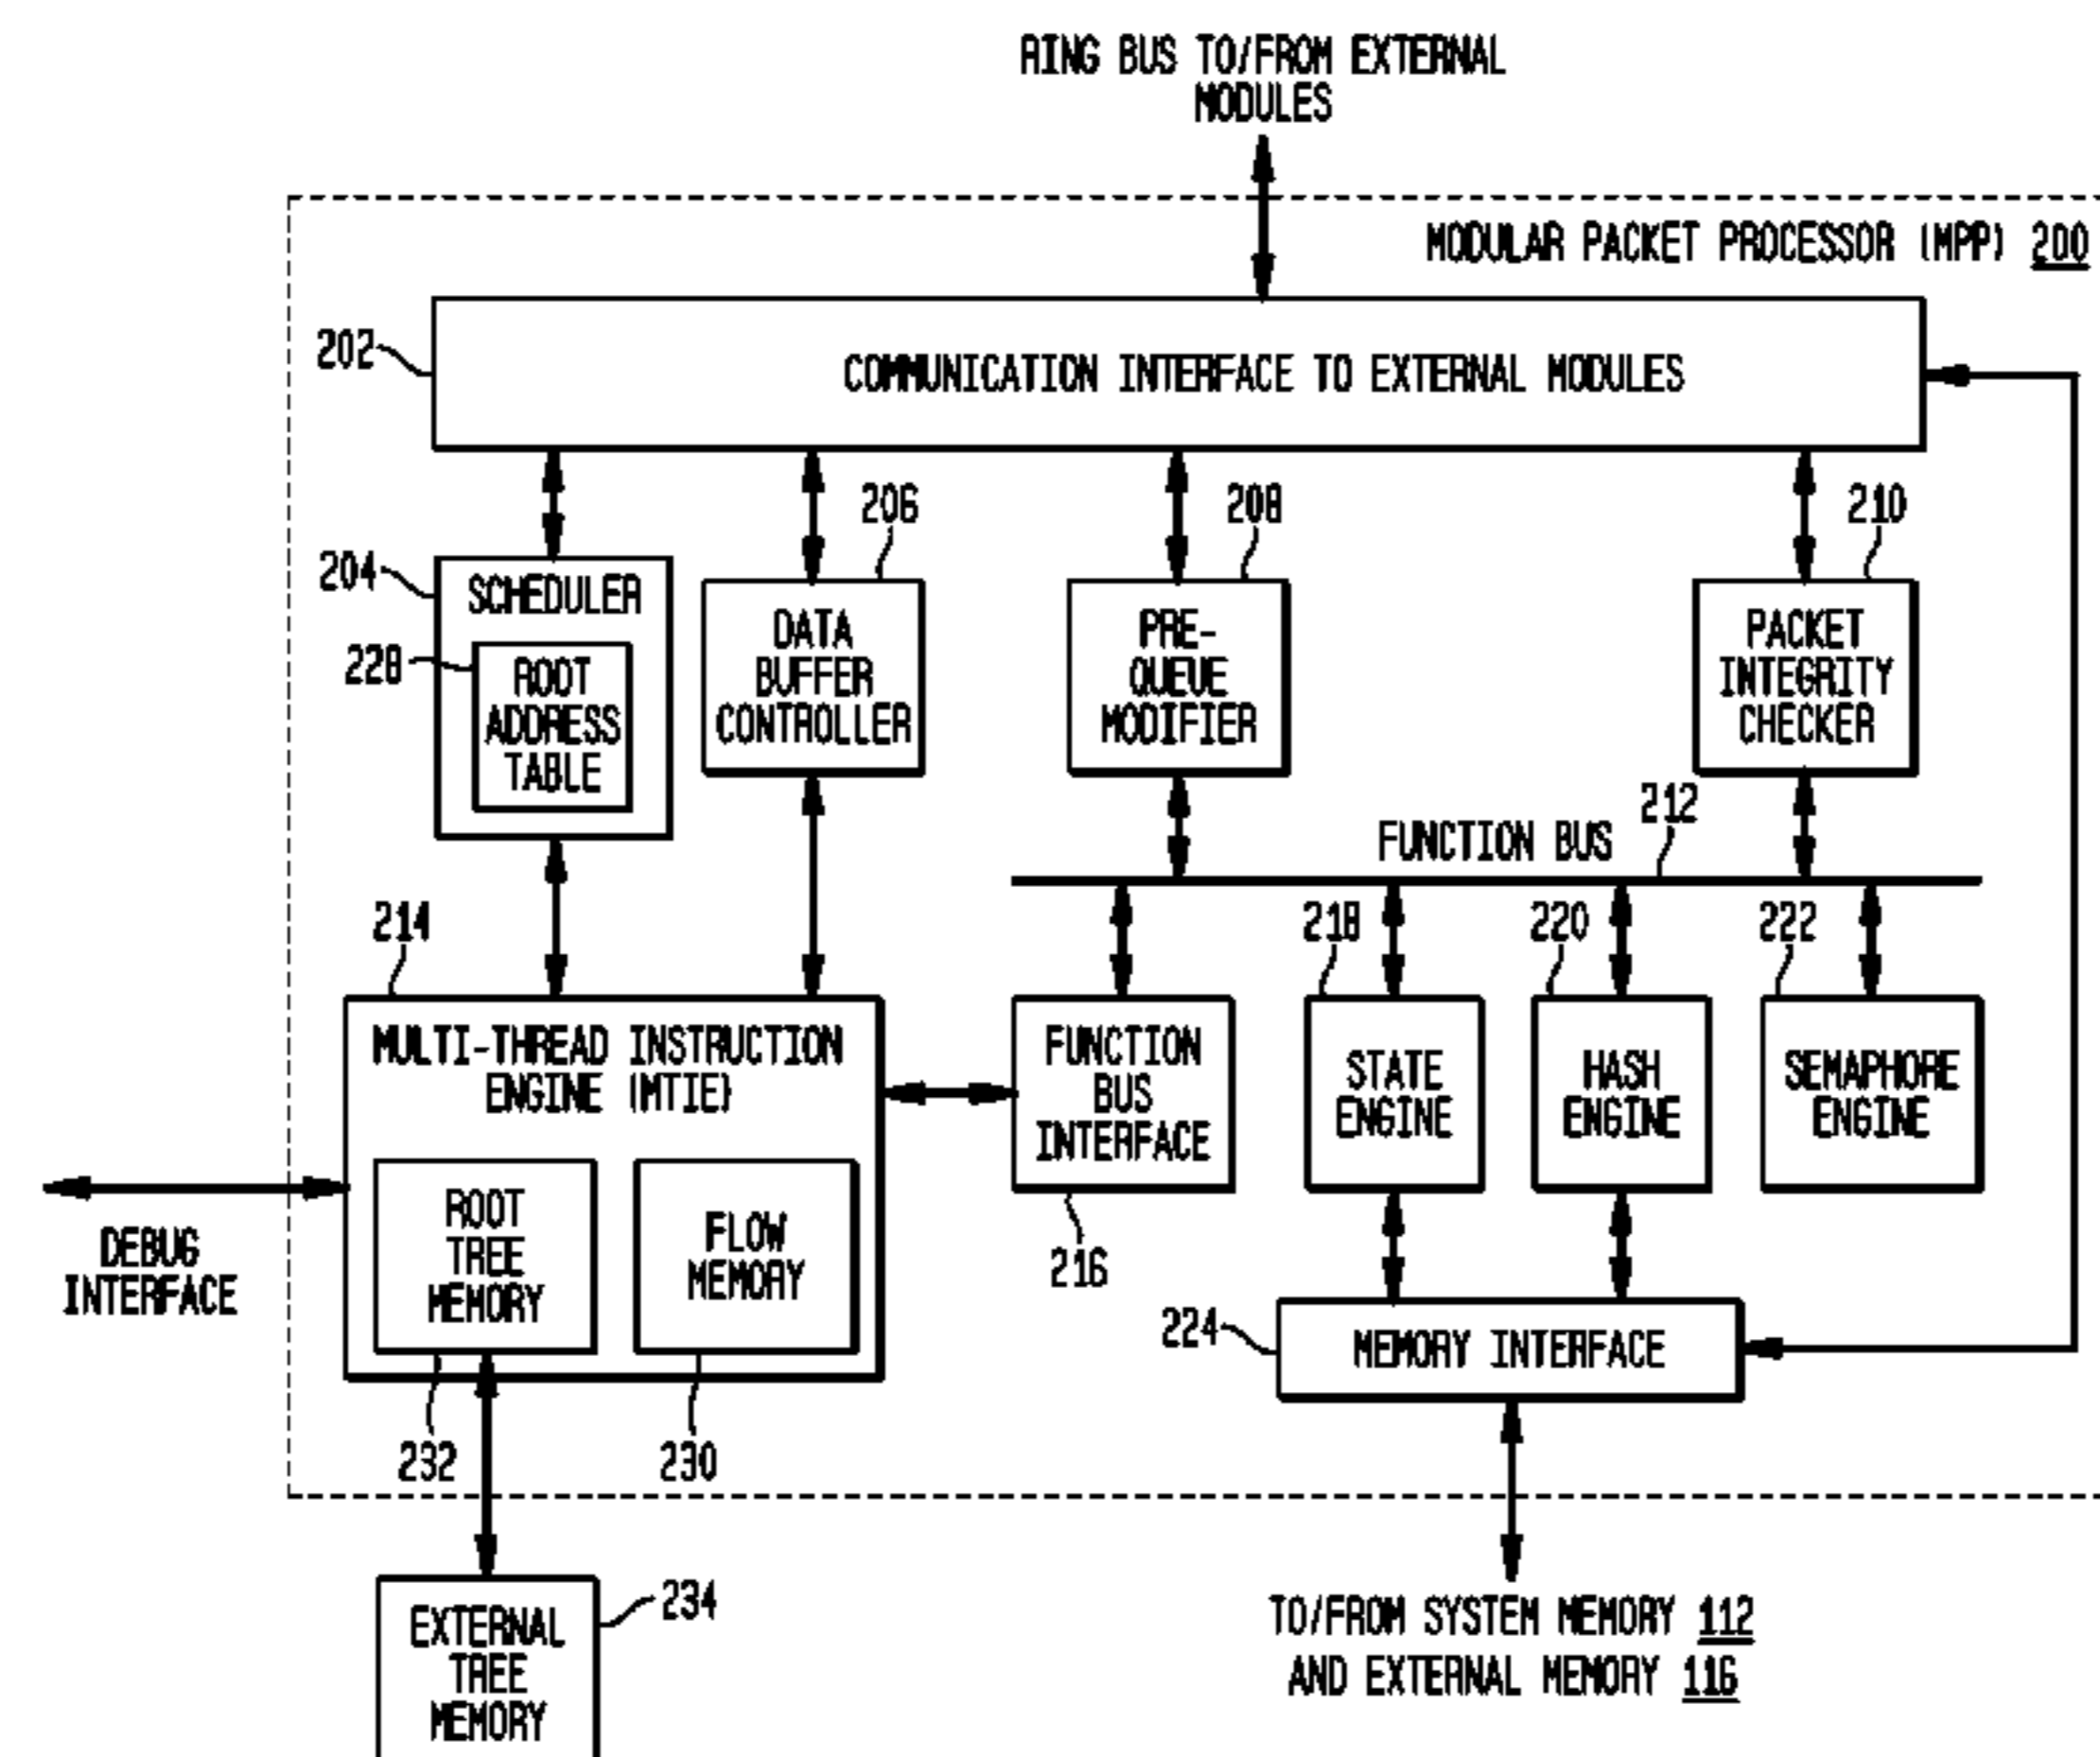 RING BUS TO/FROM EXTERNAL
MODULES
MODULAR PACKET PROCESSOR (MPP) 200
202
COMMUNICATION INTERFACE TO EXTERNAL MODULES
206
208
210
204
SCHEDULER
228
ROOT
ADDRESS
TABLE
DATA
BUFFER
CONTROLLER
PRE-
QUEUE
MODIFIER
PACKET
INTEGRITY
CHECKER
212
FUNCTION BUS
214
218
220
222
MULTI-THREAD INSTRUCTION
ENGINE (MTIE)
FUNCTION
BUS
INTERFACE
STATE
ENGINE
HASH
ENGINE
SEMAPHORE
ENGINE
ROOT
TREE
MEMORY
FLOW
MEMORY
216
DEBUG
INTERFACE
224
MEMORY INTERFACE
232
230
234
EXTERNAL
TREE
MEMORY
TO/FROM SYSTEM MEMORY 112
AND EXTERNAL MEMORY 116